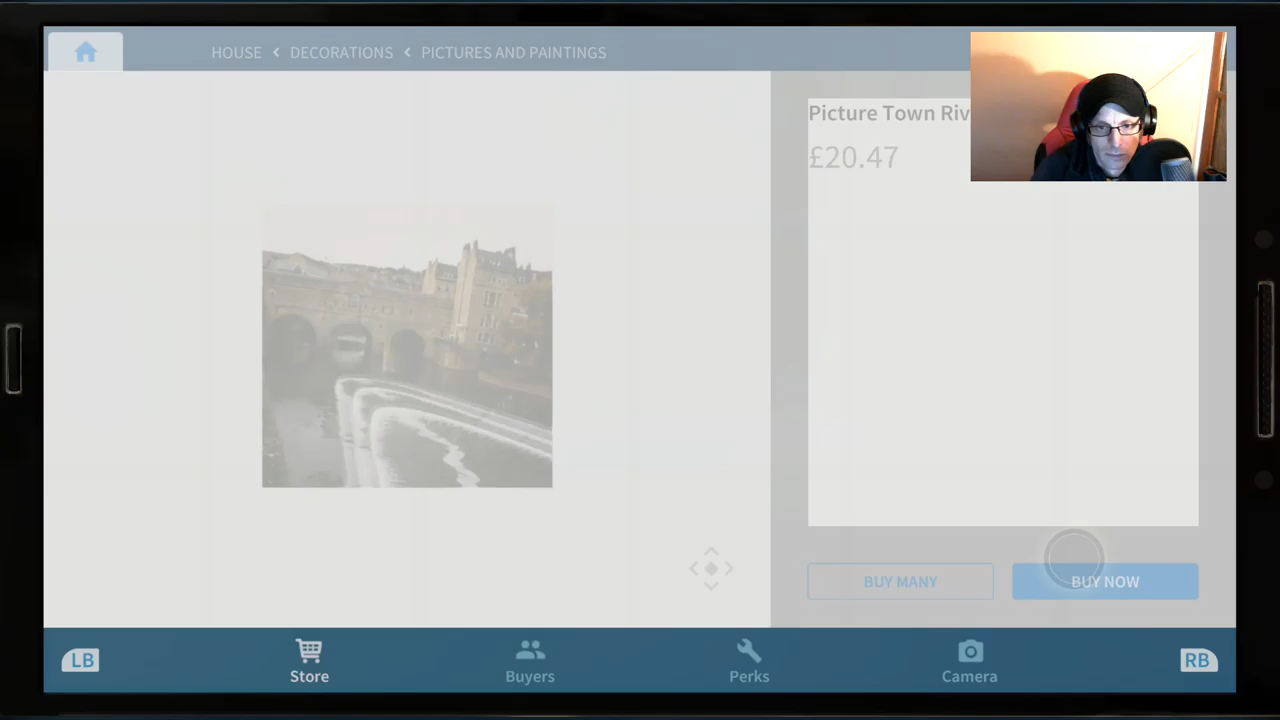 HOUSE < DECORATIONS < PICTURES AND PAINTINGS
Picture Town Riv
£20.47
BUY MANY
BUY NOW
LB
Store
Buyers
Perks
Camera
RB